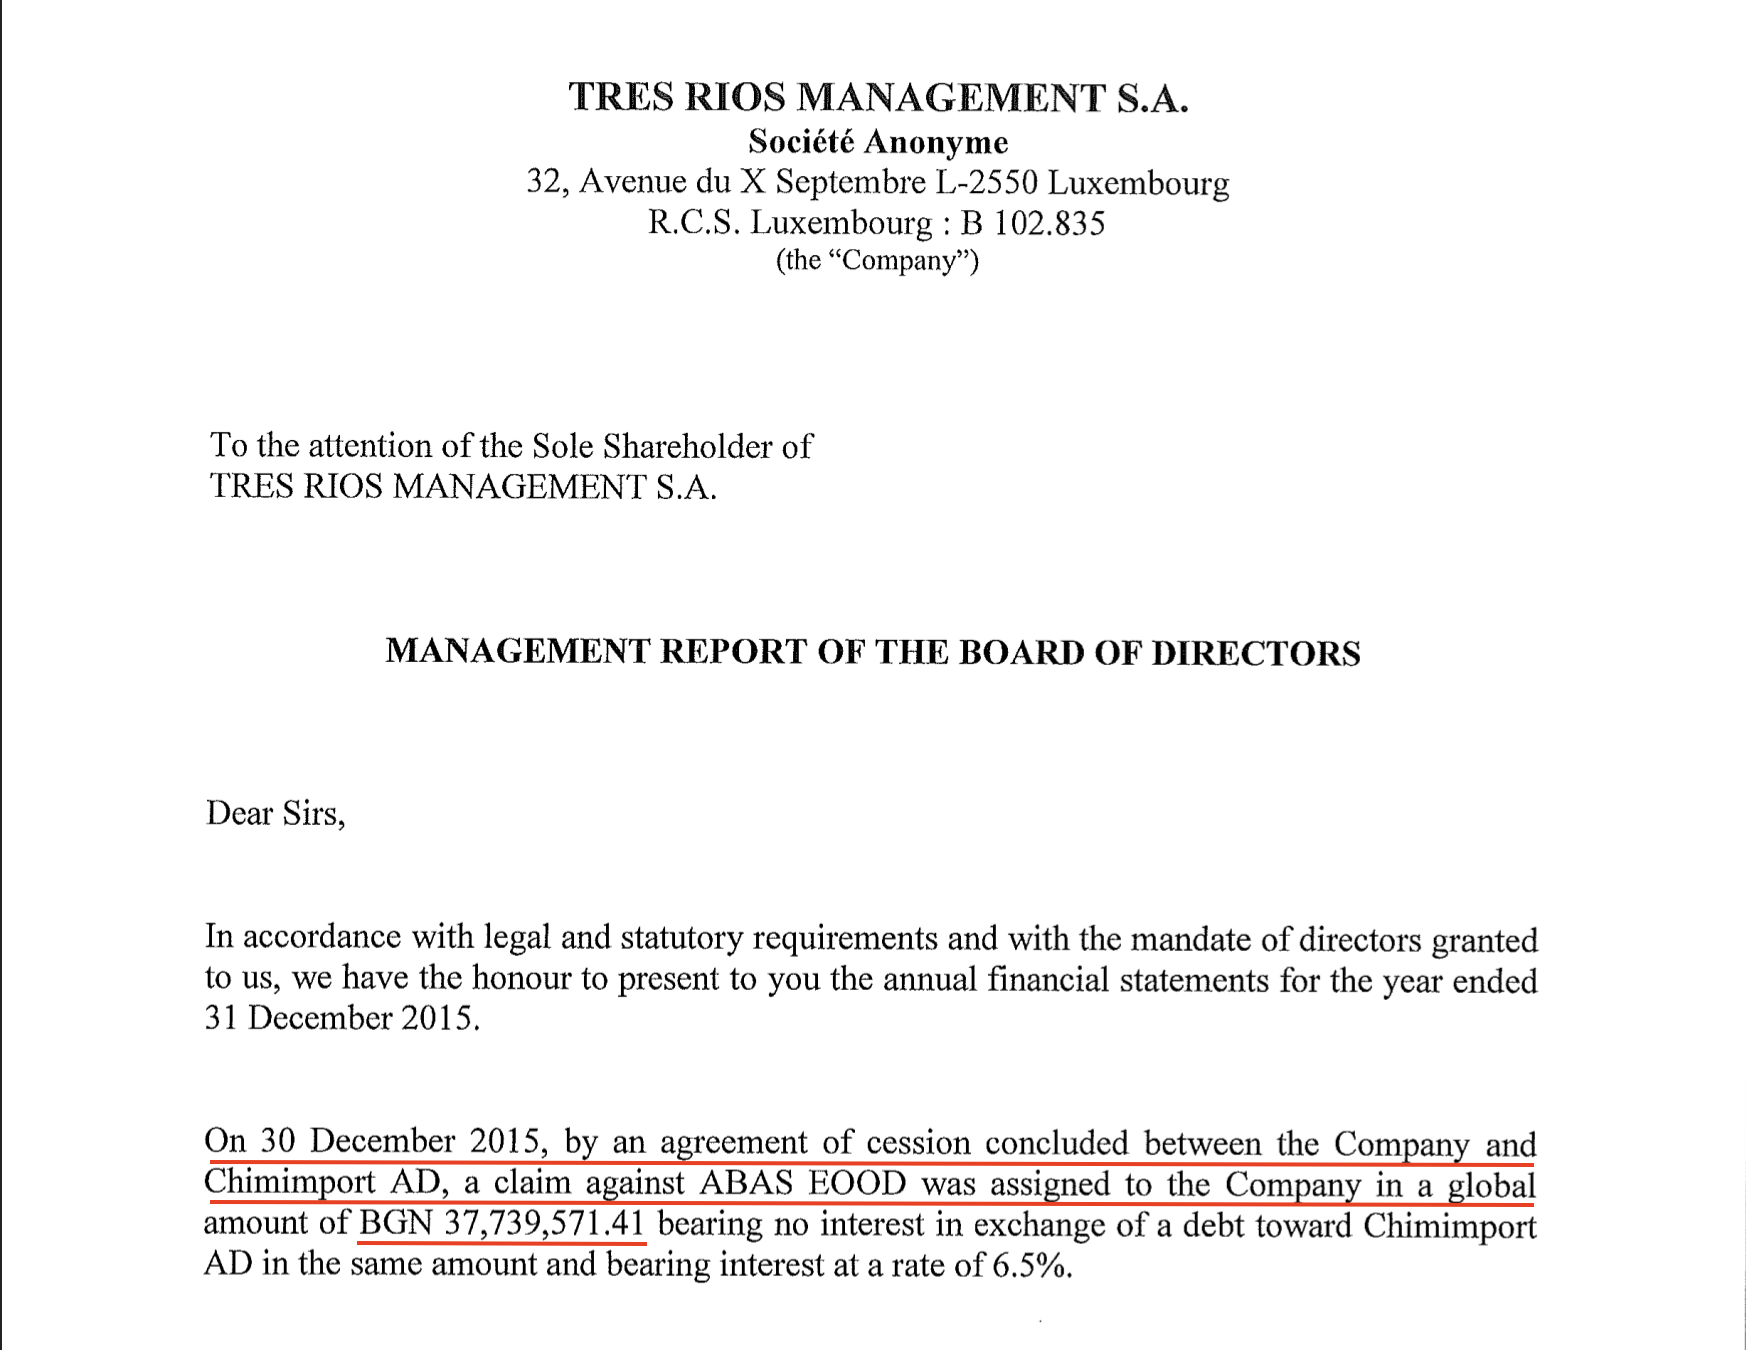 TRES RIOS MANAGEMENT S.A.
Société Anonyme
32, Avenue du X Septembre L-2550 Luxembourg
R.C.S. Luxembourg : B 102.835
(the “Company”)
To the attention of the Sole Shareholder of
TRES RIOS MANAGEMENT S.A.
MANAGEMENT REPORT OF THE BOARD OF DIRECTORS
Dear Sirs,
In accordance with legal and statutory requirements and with the mandate of directors granted
to us, we have the honour to present to you the annual financial statements for the year ended
31 December 2015.
On 30 December 2015, by an agreement of cession concluded between the Company and
Chimimport AD, a claim against ABAS EOOD was assigned to the Company in a global
amount of BGN 37,739,571.41 bearing no interest in exchange of a debt toward Chimimport
AD in the same amount and bearing interest at a rate of 6.5%.